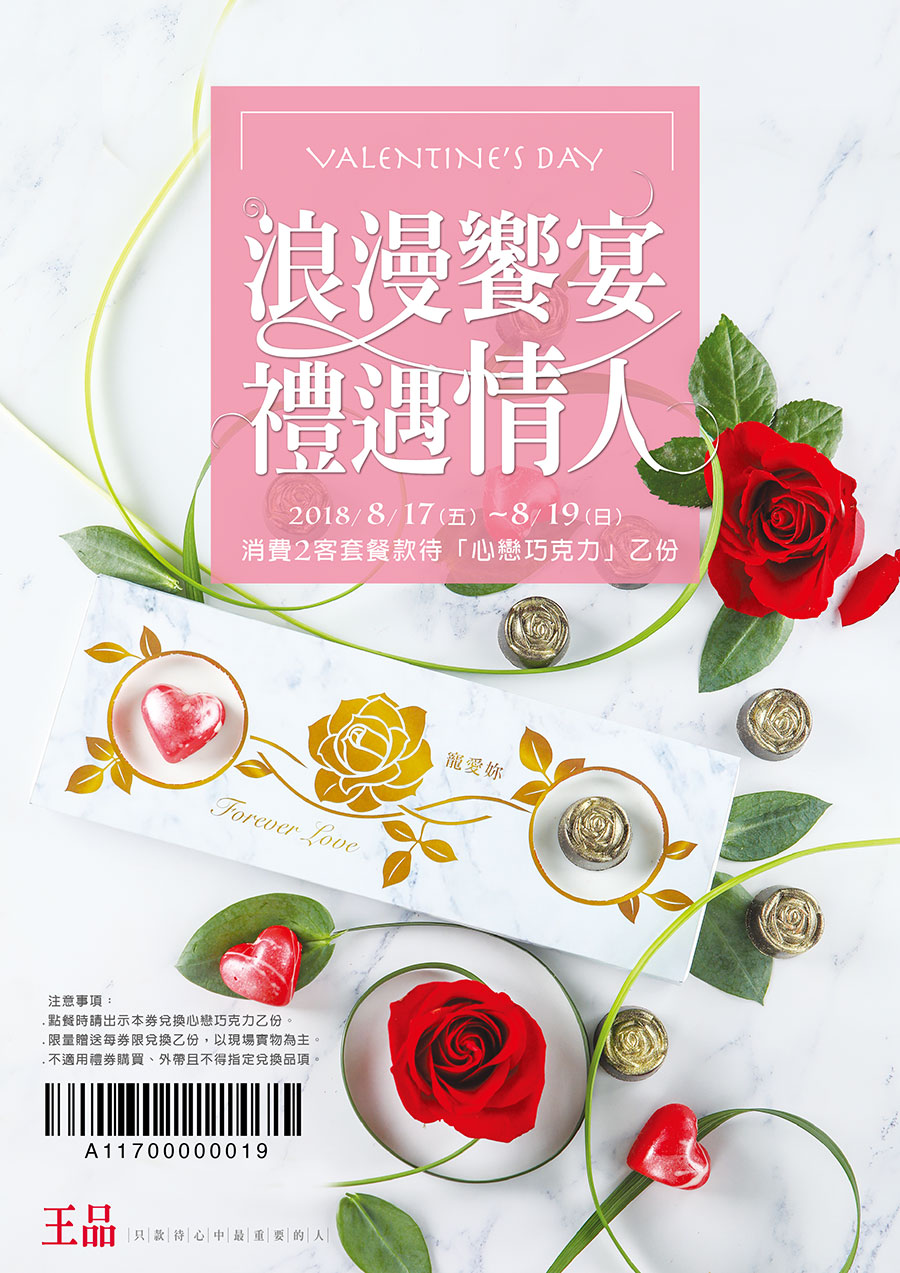 VALENTINE'S DAY
浪漫饗宴
禮遇情人
2018/8/17(五)~8/19(日)
消費2客套餐款待「心戀巧克力」乙份
寵愛妳
Forever Love
注意事項：
.點餐時請出示本券兌換心戀巧克力乙份。
.限量贈送每券限兌換乙份，以現場實物為主。
.不適用禮券購買、外帶且不得指定兌換品項。
A11700000019
王品 |只|款|待|心|中|最|重|要|的|人|